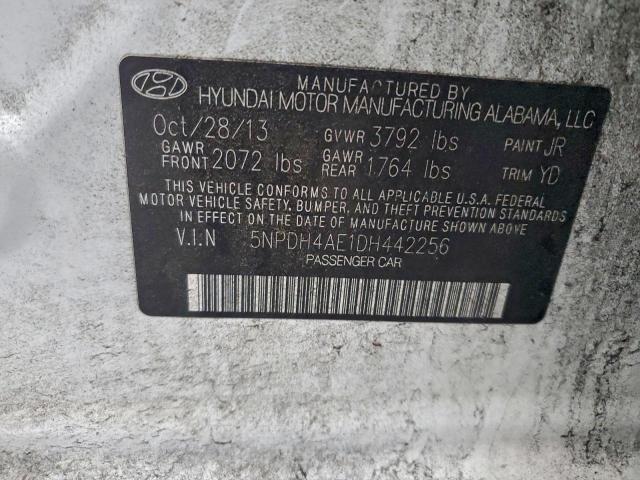 MANUFACTURED BY
HYUNDAI MOTOR MANUFACTURING ALABAMA, LLC
Oct/28/13 GVWR 3792 lbs PAINT JR
GAWR FRONT 2072 lbs GAWR REAR 1764 lbs TRIM YD
THIS VEHICLE CONFORMS TO ALL APPLICABLE U.S.A. FEDERAL
MOTOR VEHICLE SAFETY, BUMPER, AND THEFT PREVENTION STANDARDS
IN EFFECT ON THE DATE OF MANUFACTURE SHOWN ABOVE.
V.I.N 5NPDH4AE1DH442256
PASSENGER CAR